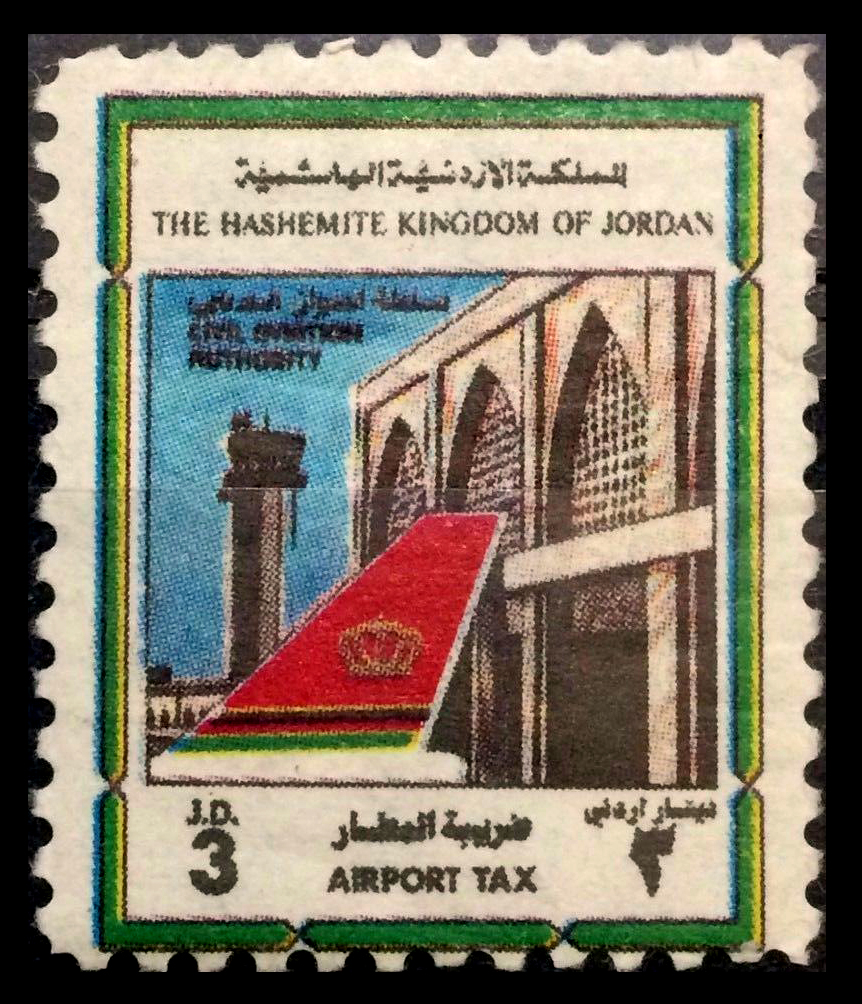 المملكة الاردنية الهاشمية
THE HASHEMITE KINGDOM OF JORDAN
سلطة الطيران المدني
CIVIL AVIATION
AUTHORITY
J.D.
3
ضريبة المطار
AIRPORT TAX
دينار اردني
٣